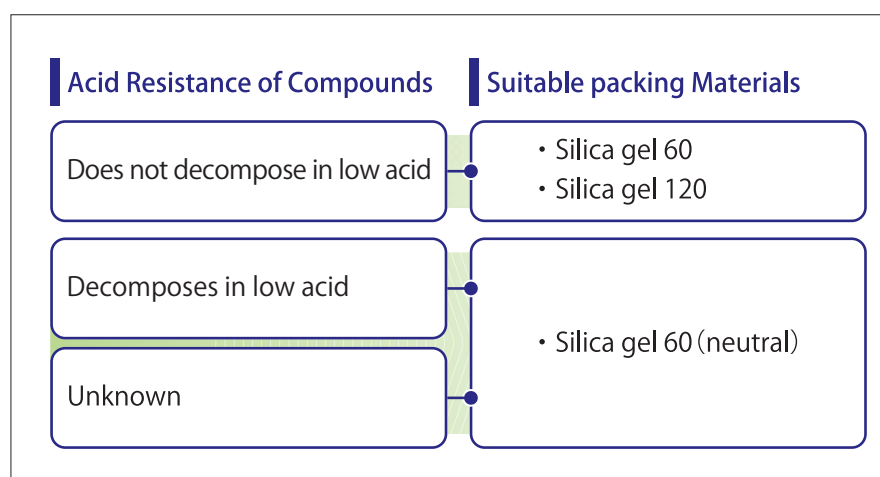 Acid Resistance of Compounds
Suitable packing Materials
Does not decompose in low acid
・Silica gel 60
・Silica gel 120
Decomposes in low acid
Unknown
・Silica gel 60（neutral）